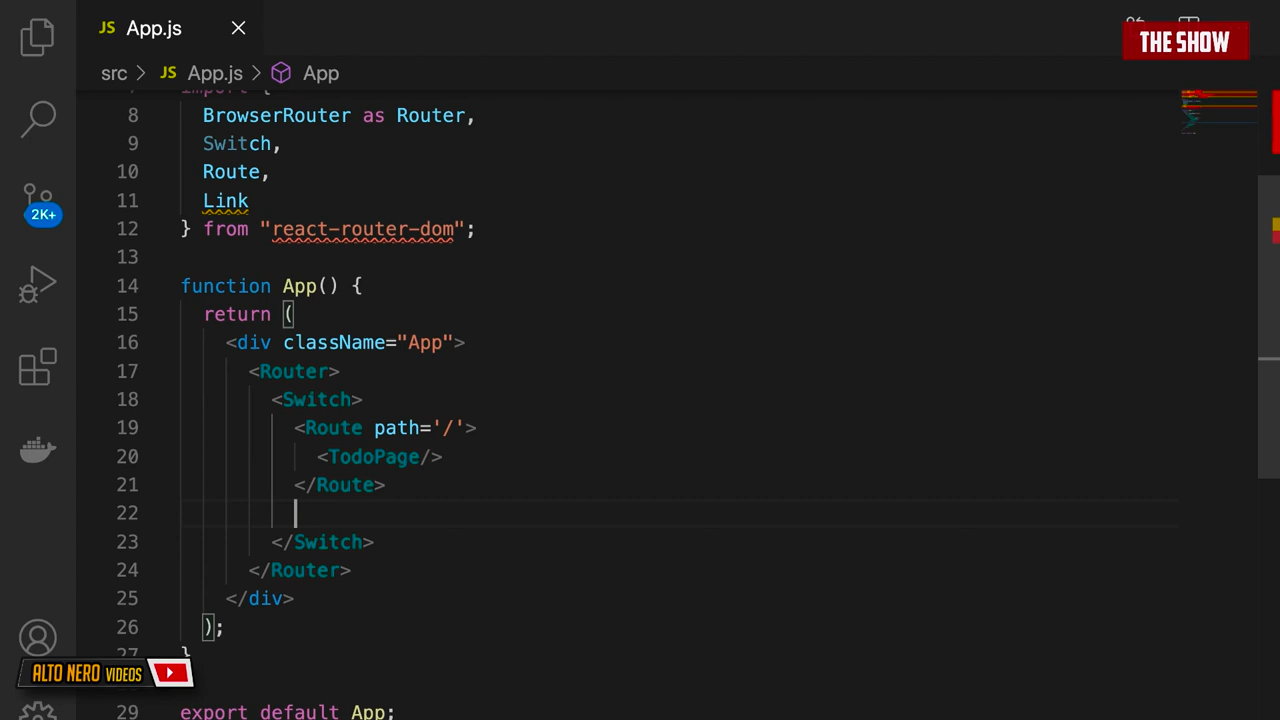 JS App.js
THE SHOW
src > JS App.js > App
import {
8 BrowserRouter as Router,
9 Switch,
10 Route,
11 Link
12 } from "react-router-dom";
13
14 function App() {
15 return (
16 <div className="App">
17 <Router>
18 <Switch>
19 <Route path='/'>
20 <TodoPage/>
21 </Route>
22
23 </Switch>
24 </Router>
25 </div>
26 );
27 }
29 export default App;
2K+
ALTO NERO VIDEOS